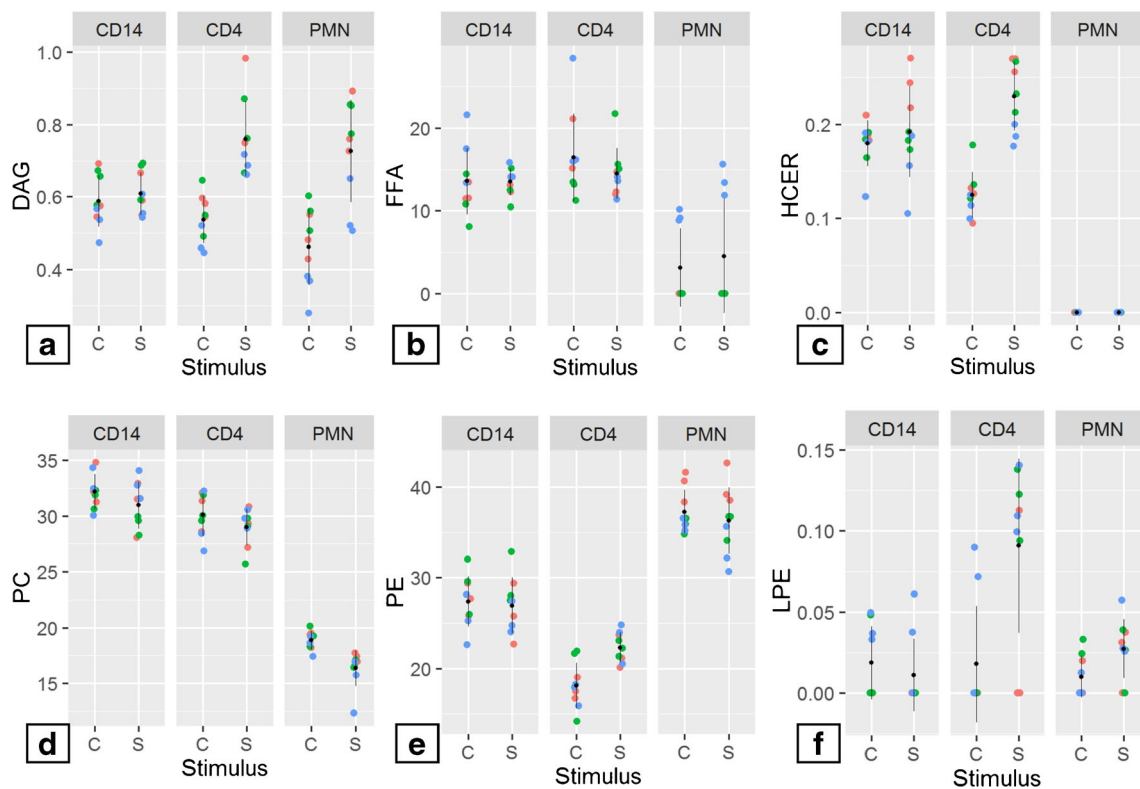 CD14 CD4 PMN
1.0
0.8
0.6
0.4
DAG
C S C S C S
Stimulus
a
CD14 CD4 PMN
20
10
0
FFA
C S C S C S
Stimulus
b
CD14 CD4 PMN
0.2
0.1
0.0
HCER
C S C S C S
Stimulus
c
CD14 CD4 PMN
35
30
25
20
15
PC
C S C S C S
Stimulus
d
CD14 CD4 PMN
40
30
20
PE
C S C S C S
Stimulus
e
CD14 CD4 PMN
0.15
0.10
0.05
0.00
LPE
C S C S C S
Stimulus
f